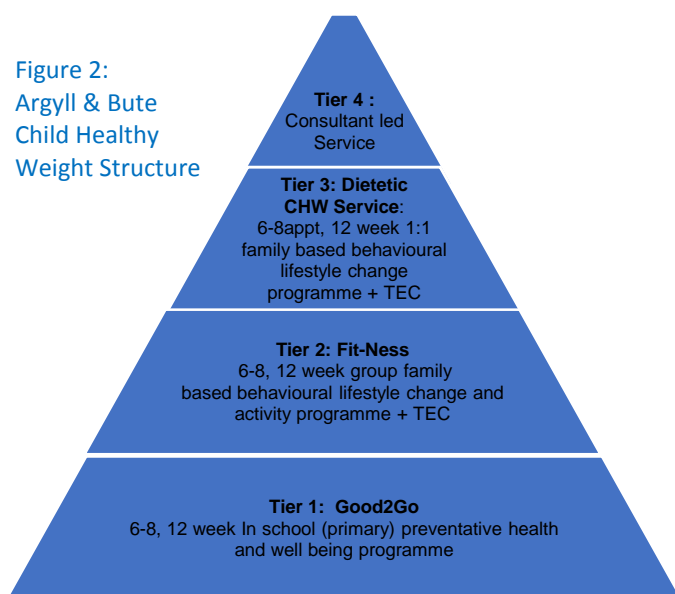 Figure 2:
Argyll & Bute
Child Healthy
Weight Structure
Tier 4 :
Consultant led
Service
Tier 3: Dietetic
CHW Service:
6-8appt, 12 week 1:1
family based behavioural
lifestyle change
programme + TEC
Tier 2: Fit-Ness
6-8, 12 week group family
based behavioural lifestyle change and
activity programme + TEC
Tier 1:  Good2Go
6-8, 12 week In school (primary) preventative health
and well being programme